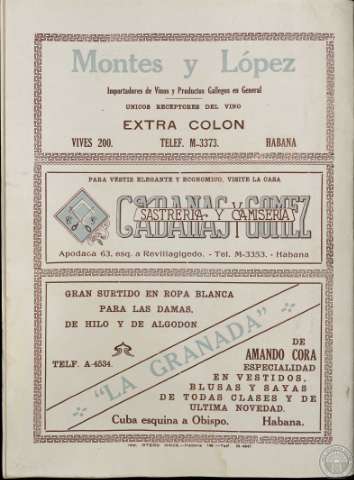 Montes y López
Importadores de Vinos y Productos Gallegos en General
UNICOS RECEPTORES DEL VINO
EXTRA COLON
VIVES 200. TELEF. M-3373. HABANA
PARA VESTIR ELEGANTE Y ECONOMICO, VISITE LA CASA
CABANAS Y GOMEZ
SASTRERIA Y CAMISERIA
Apodaca 63, esq. a Revillagigedo. - Tel. M-3353. - Habana
GRAN SURTIDO EN ROPA BLANCA
PARA LAS DAMAS,
DE HILO Y DE ALGODON
TELF. A-4534.
"LA GRANADA"
DE
AMANDO CORA
ESPECIALIDAD
EN VESTIDOS,
BLUSAS Y SAYAS
DE TODAS CLASES Y DE
ULTIMA NOVEDAD.
Cuba esquina a Obispo. Habana.